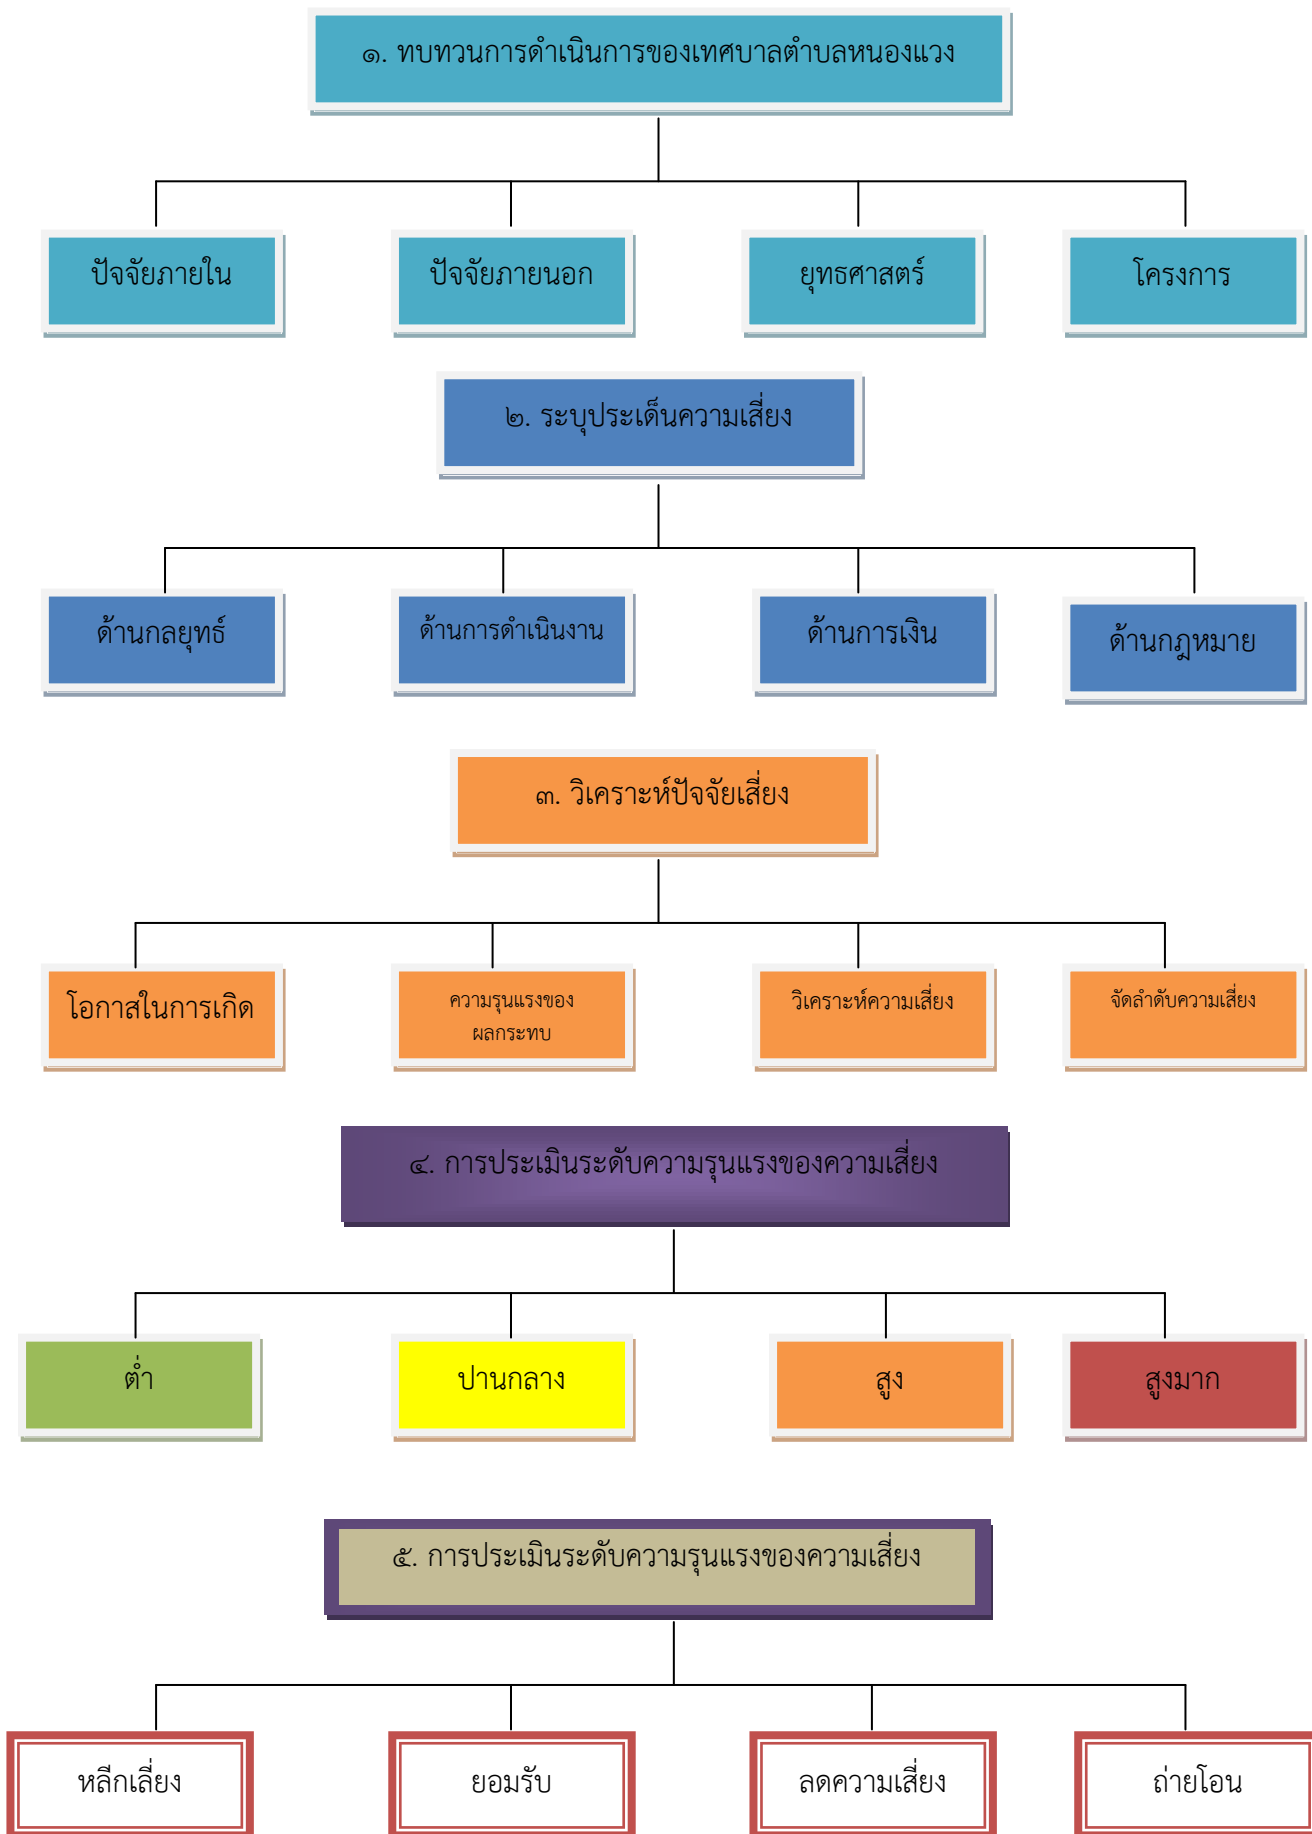 ๑. ทบทวนการดำเนินการของเทศบาลตำบลหนองแวง
ปัจจัยภายใน
ปัจจัยภายนอก
ยุทธศาสตร์
โครงการ
๒. ระบุประเด็นความเสี่ยง
ด้านกลยุทธ์
ด้านการดำเนินงาน
ด้านการเงิน
ด้านกฎหมาย
๓. วิเคราะห์ปัจจัยเสี่ยง
โอกาสในการเกิด
ความรุนแรงของ
ผลกระทบ
วิเคราะห์ความเสี่ยง
จัดลำดับความเสี่ยง
๔. การประเมินระดับความรุนแรงของความเสี่ยง
ต่ำ
ปานกลาง
สูง
สูงมาก
๕. การประเมินระดับความรุนแรงของความเสี่ยง
หลีกเลี่ยง
ยอมรับ
ลดความเสี่ยง
ถ่ายโอน